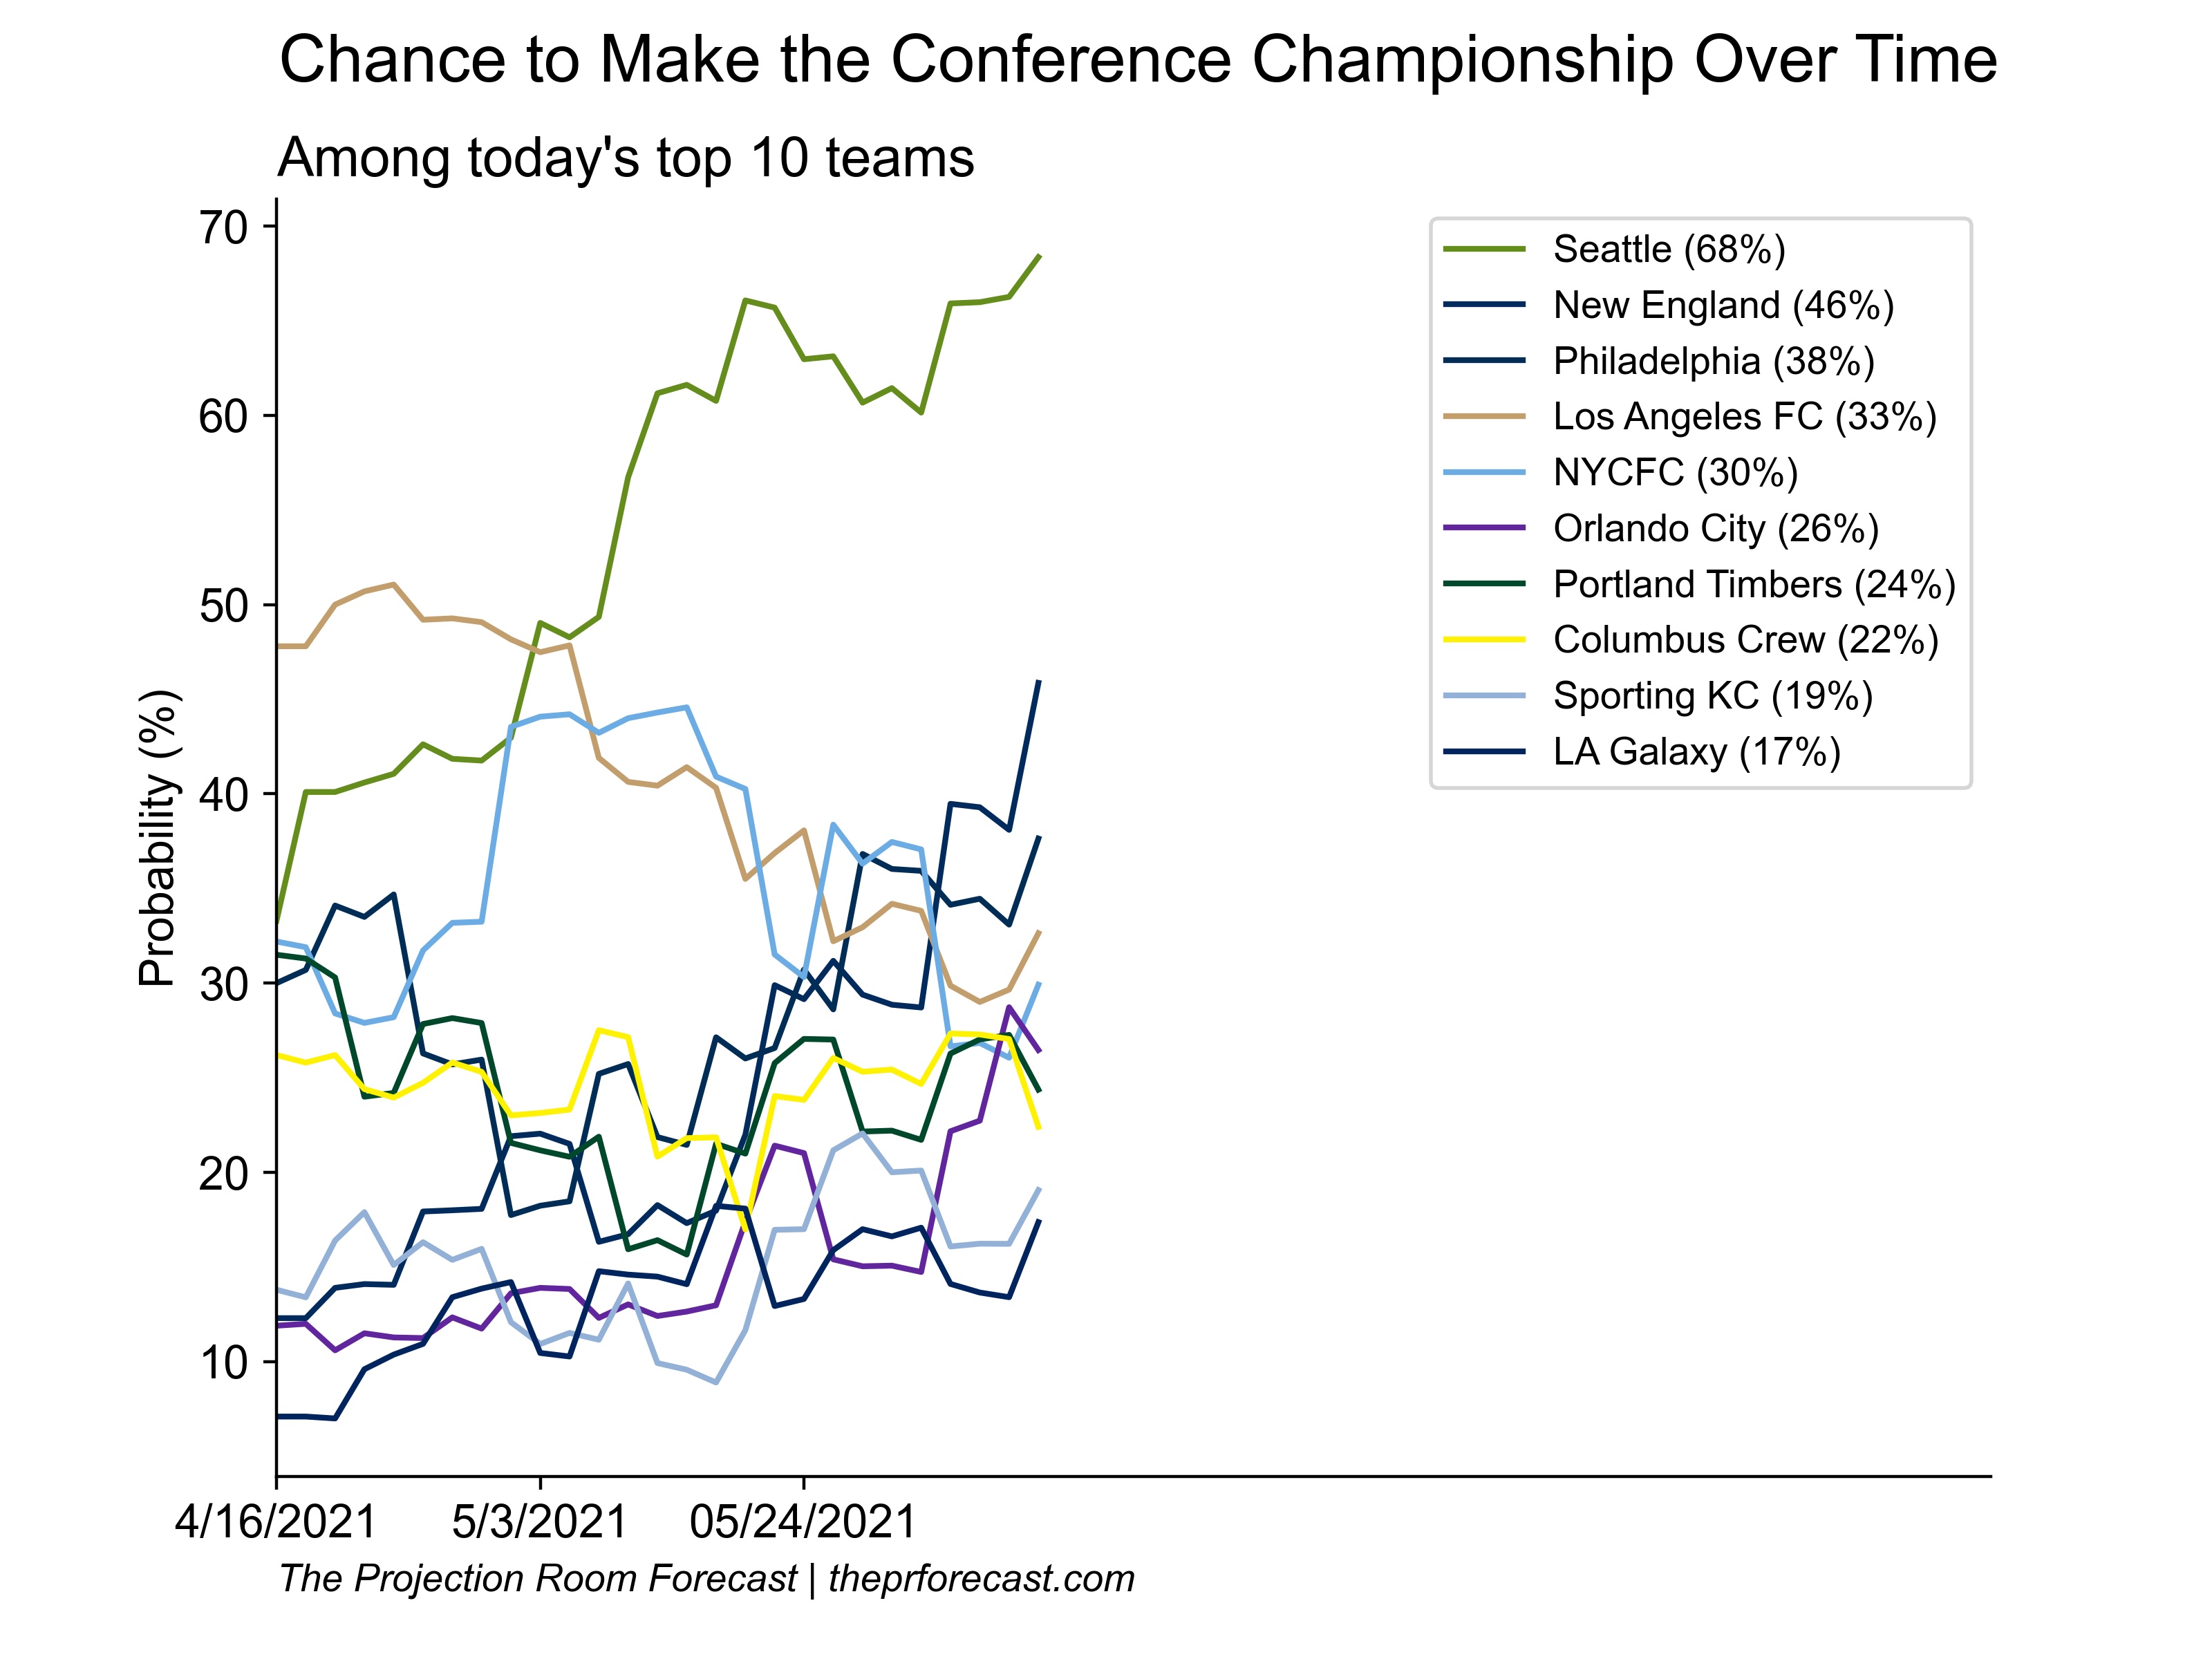 Chance to Make the Conference Championship Over Time
Among today's top 10 teams
70
60
50
40
30
20
10
Probability (%)
Seattle (68%)
New England (46%)
Philadelphia (38%)
Los Angeles FC (33%)
NYCFC (30%)
Orlando City (26%)
Portland Timbers (24%)
Columbus Crew (22%)
Sporting KC (19%)
LA Galaxy (17%)
4/16/2021 5/3/2021 05/24/2021
The Projection Room Forecast | theprforecast.com